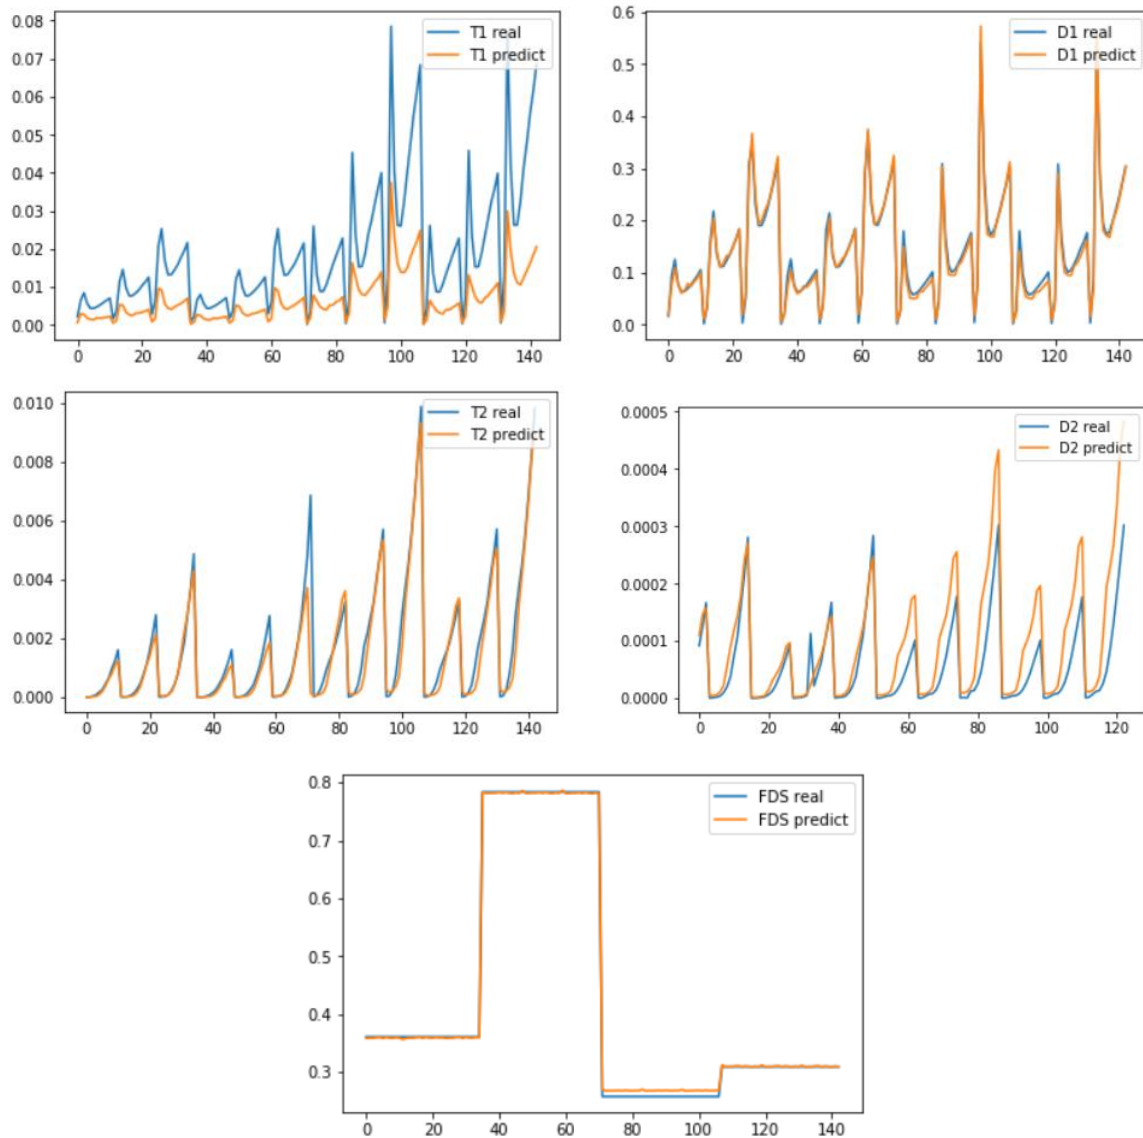 T1 real
T1 predict
0.08
0.07
0.06
0.05
0.04
0.03
0.02
0.01
0.00
0 20 40 60 80 100 120 140
D1 real
D1 predict
0.6
0.5
0.4
0.3
0.2
0.1
0.0
0 20 40 60 80 100 120 140
T2 real
T2 predict
0.010
0.008
0.006
0.004
0.002
0.000
0 20 40 60 80 100 120 140
D2 real
D2 predict
0.0005
0.0004
0.0003
0.0002
0.0001
0.0000
0 20 40 60 80 100 120
FDS real
FDS predict
0.8
0.7
0.6
0.5
0.4
0.3
0 20 40 60 80 100 120 140